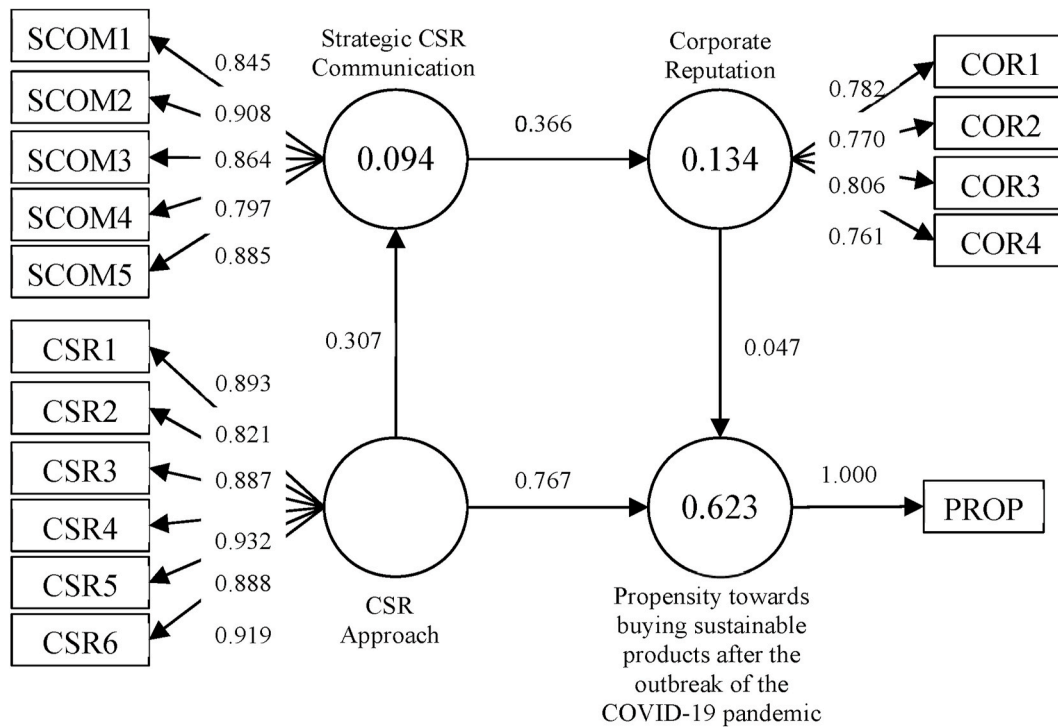 SCOM1
SCOM2
SCOM3
SCOM4
SCOM5
0.845
0.908
0.864
0.797
0.885
Strategic CSR
Communication
0.094
0.366
Corporate
Reputation
0.134
0.782
0.770
0.806
0.761
COR1
COR2
COR3
COR4
0.307
0.047
CSR1
CSR2
CSR3
CSR4
CSR5
CSR6
0.893
0.821
0.887
0.932
0.888
0.919
CSR
Approach
0.767
0.623
1.000
PROP
Propensity towards
buying sustainable
products after the
outbreak of the
COVID-19 pandemic